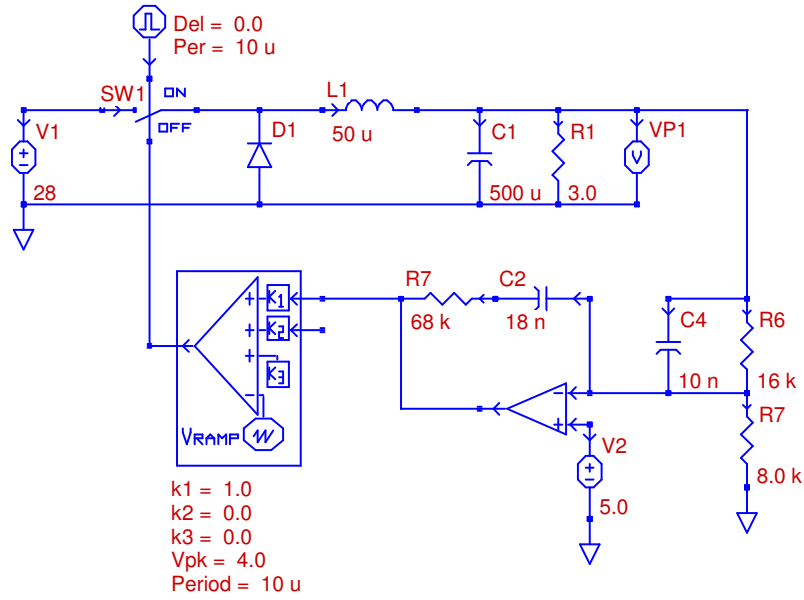 Del = 0.0
Per = 10 u
SW1
ON
OFF
V1
28
D1
L1
50 u
C1
500 u
R1
3.0
VP1
V
R7
68 k
C2
18 n
C4
10 n
R6
16 k
R7
8.0 k
K1
K2
K3
VRAMP
V2
5.0
k1 = 1.0
k2 = 0.0
k3 = 0.0
Vpk = 4.0
Period = 10 u